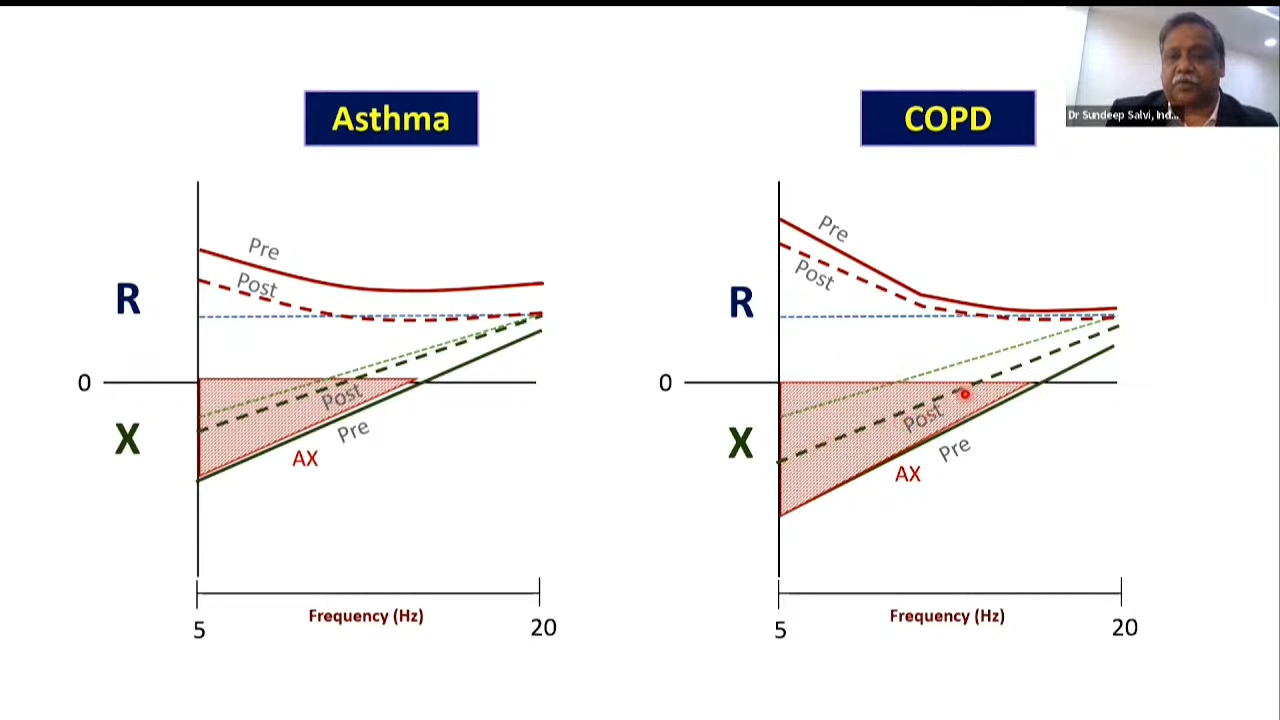 Asthma
COPD
Dr Sundeep Salvi, Ind...
Pre
Post
R
0
X
Post
Pre
AX
Frequency (Hz)
5
20
Pre
Post
R
0
X
Post
Pre
AX
Frequency (Hz)
5
20